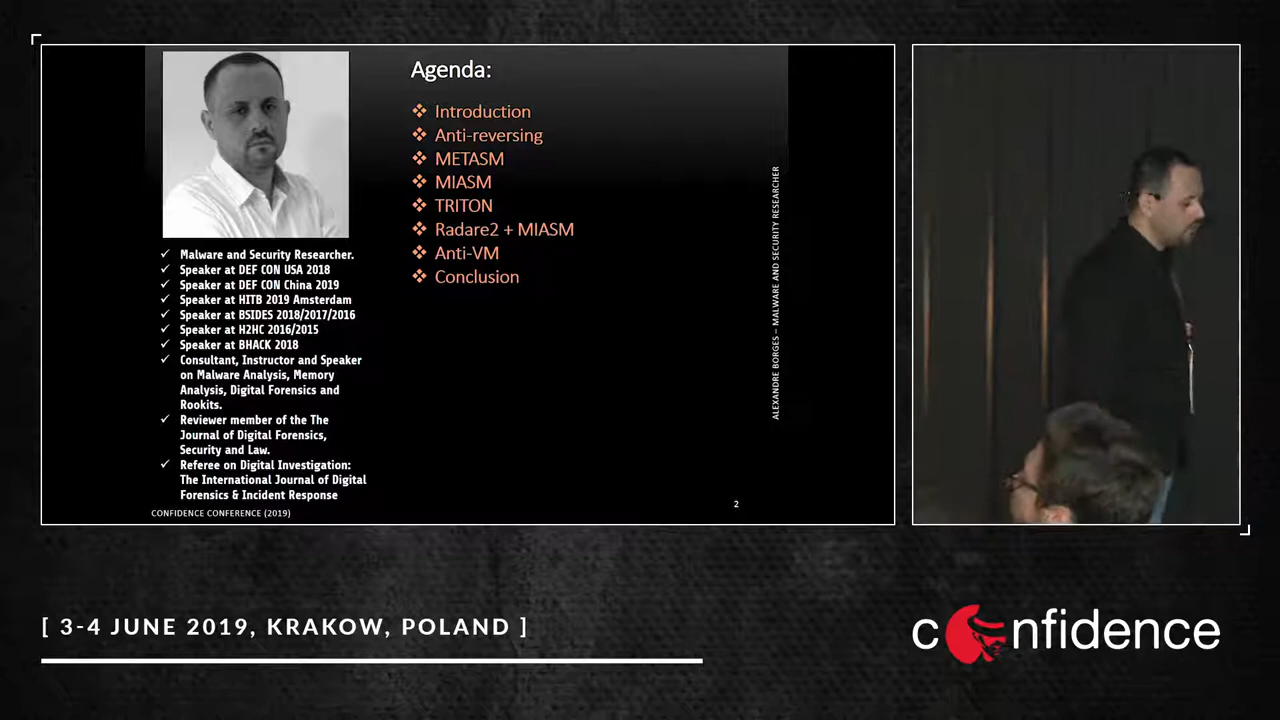 Agenda:
Introduction
Anti-reversing
METASM
MIASM
TRITON
Radare2 + MIASM
Anti-VM
Conclusion
Malware and Security Researcher.
Speaker at DEF CON USA 2018
Speaker at DEF CON China 2019
Speaker at HITB 2019 Amsterdam
Speaker at BSIDES 2018/2017/2016
Speaker at H2HC 2016/2015
Speaker at BHACK 2018
Consultant, Instructor and Speaker
on Malware Analysis, Memory
Analysis, Digital Forensics and
Rookits.
Reviewer member of the The
Journal of Digital Forensics,
Security and Law.
Referee on Digital Investigation:
The International Journal of Digital
Forensics & Incident Response
ALEXANDRE BORGES – MALWARE AND SECURITY RESEARCHER
CONFIDENCE CONFERENCE (2019)
2
[ 3-4 JUNE 2019, KRAKOW, POLAND ]
confidence